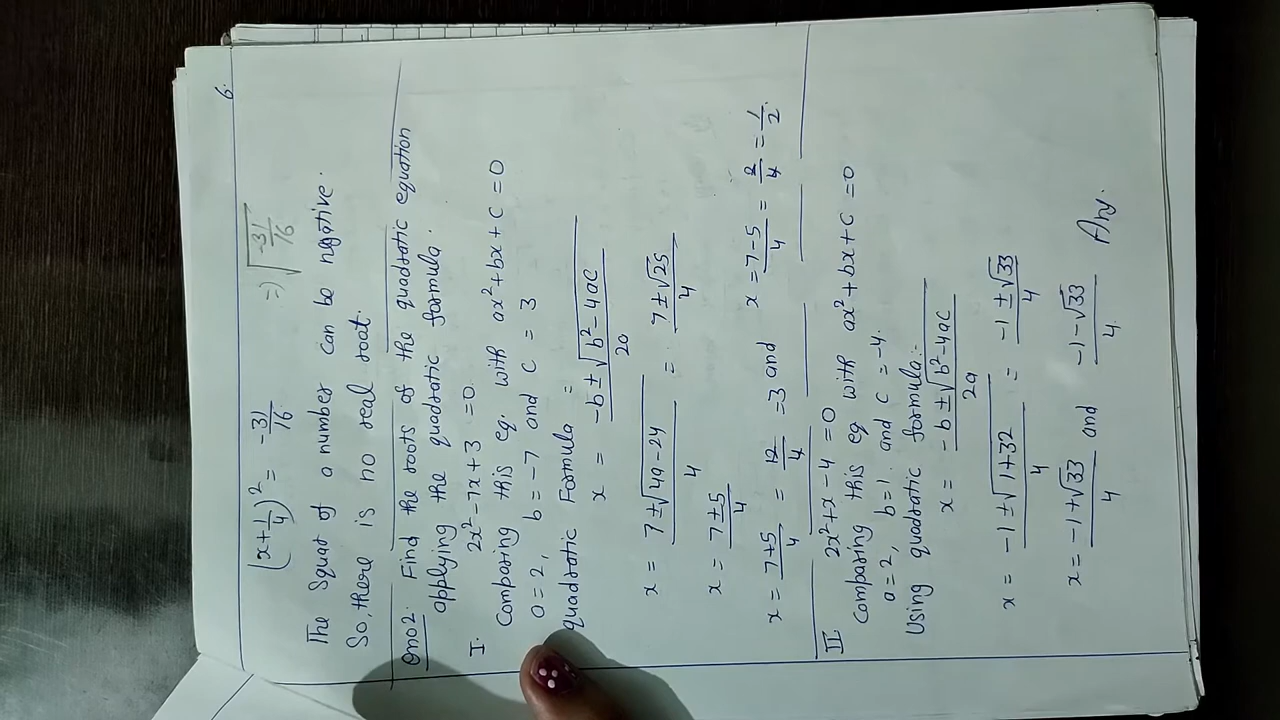 6.
(x+1/4)² = -31/16 => √-31/16
The Squat of a number can be ngative.
So, there is no real root.
Qno2. Find the roots of the quadratic equation
applying the quadratic formula.
I. 2x² - 7x + 3 = 0
Comparing this eq. with ax² + bx + C = 0
a = 2, b = -7 and C = 3
quadratic Formula =
x = -b ± √b² - 4ac / 2a
x = 7 ± √49 - 24 / 4 = 7 ± √25 / 4
x = 7 ± 5 / 4
x = 7+5 / 4 = 12/4 = 3 and x = 7-5 / 4 = 2/4 = 1/2.
II 2x² + x - 4 = 0
Comparing this eq with ax² + bx + C = 0
a = 2, b = 1. and C = -4.
Using quadratic formula:-
x = -b ± √b² - 4ac / 2a
x = -1 ± √1 + 32 / 4 = -1 ± √33 / 4
x = -1 + √33 / 4 and -1 - √33 / 4.